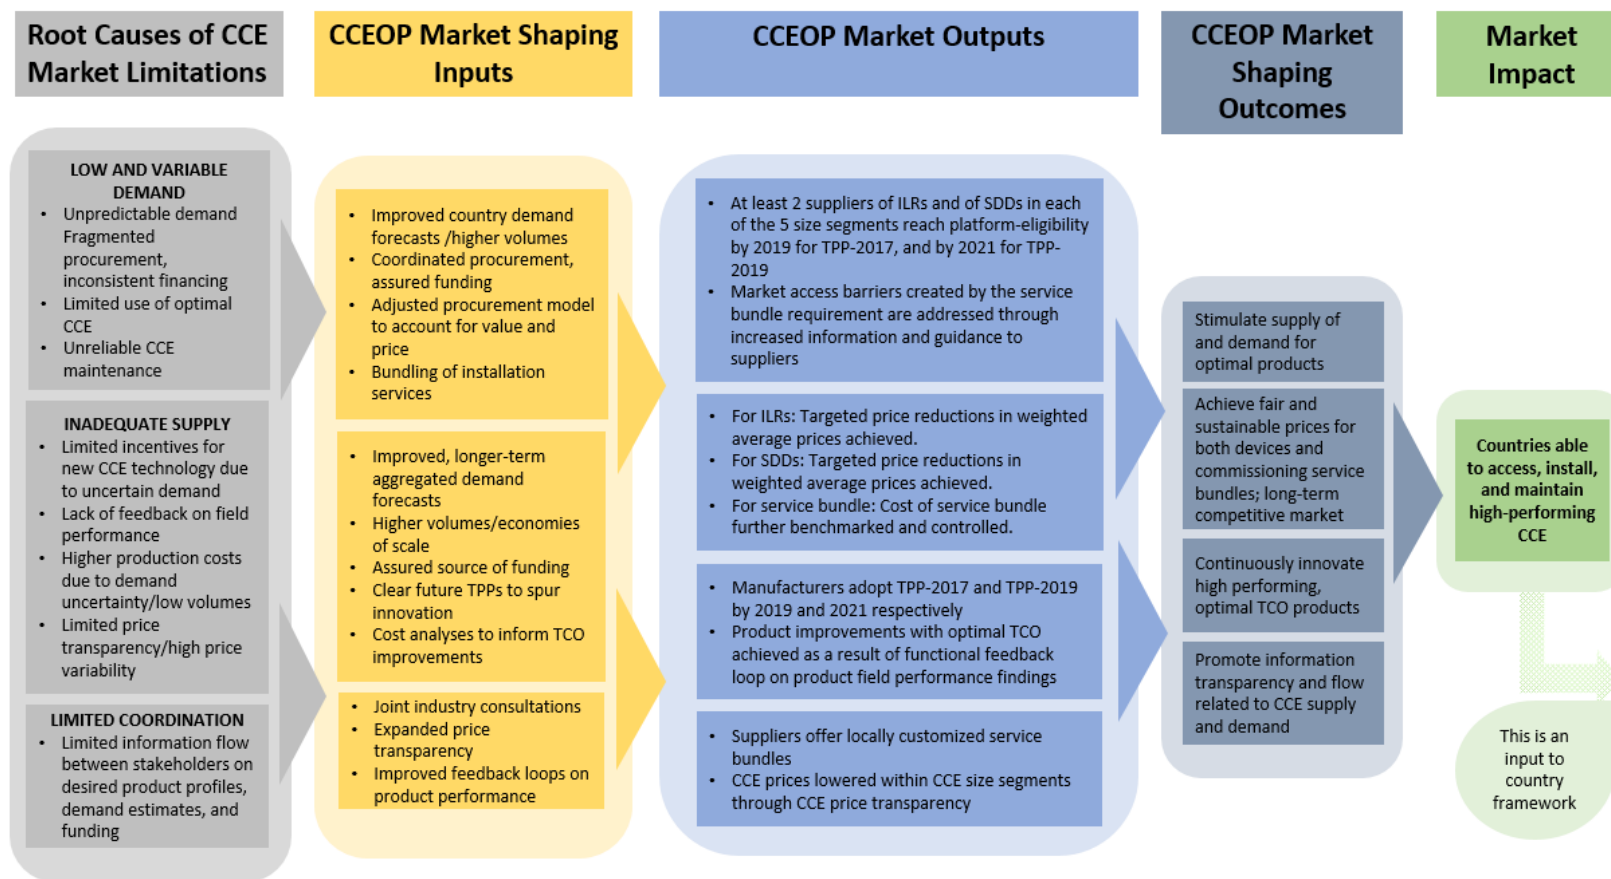 Root Causes of CCE
Market Limitations
LOW AND VARIABLE
DEMAND
• Unpredictable demand
Fragmented
procurement,
inconsistent financing
• Limited use of optimal
CCE
• Unreliable CCE
maintenance
INADEQUATE SUPPLY
• Limited incentives for
new CCE technology due
to uncertain demand
• Lack of feedback on field
performance
• Higher production costs
due to demand
uncertainty/low volumes
• Limited price
transparency/high price
variability
LIMITED COORDINATION
• Limited information flow
between stakeholders on
desired product profiles,
demand estimates, and
funding
CCEOP Market Shaping
Inputs
• Improved country demand
forecasts /higher volumes
• Coordinated procurement,
assured funding
• Adjusted procurement model
to account for value and
price
• Bundling of installation
services
• Improved, longer-term
aggregated demand
forecasts
• Higher volumes/economies
of scale
• Assured source of funding
• Clear future TPPs to spur
innovation
• Cost analyses to inform TCO
improvements
• Joint industry consultations
• Expanded price
transparency
• Improved feedback loops on
product performance
CCEOP Market Outputs
• At least 2 suppliers of ILRs and of SDDs in each
of the 5 size segments reach platform-eligibility
by 2019 for TPP-2017, and by 2021 for TPP-
2019
• Market access barriers created by the service
bundle requirement are addressed through
increased information and guidance to
suppliers
• For ILRs: Targeted price reductions in weighted
average prices achieved.
• For SDDs: Targeted price reductions in
weighted average prices achieved.
• For service bundle: Cost of service bundle
further benchmarked and controlled.
• Manufacturers adopt TPP-2017 and TPP-2019
by 2019 and 2021 respectively
• Product improvements with optimal TCO
achieved as a result of functional feedback
loop on product field performance findings
• Suppliers offer locally customized service
bundles
• CCE prices lowered within CCE size segments
through CCE price transparency
CCEOP Market
Shaping
Outcomes
Stimulate supply of
and demand for
optimal products
Achieve fair and
sustainable prices for
both devices and
commissioning service
bundles; long-term
competitive market
Continuously innovate
high performing,
optimal TCO products
Promote information
transparency and flow
related to CCE supply
and demand
Market
Impact
Countries able
to access, install,
and maintain
high-performing
CCE
This is an
input to
country
framework